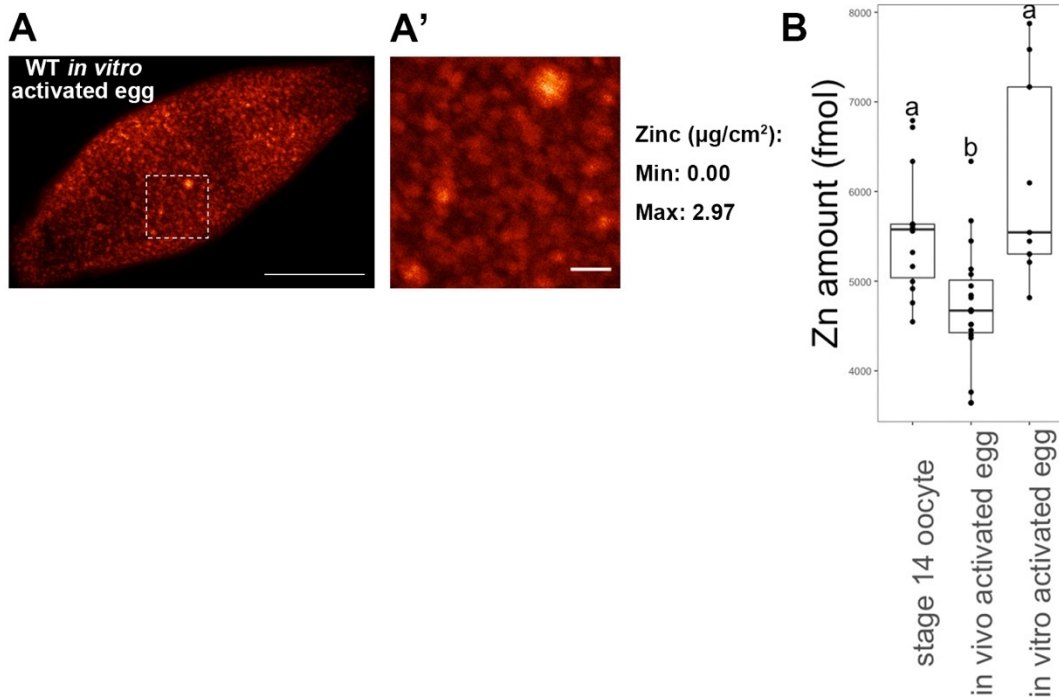 A
WT in vitro
activated egg
A'
Zinc (µg/cm²):
Min: 0.00
Max: 2.97
B
Zn amount (fmol)
8000
7000
6000
5000
4000
a
b
a
stage 14 oocyte
in vivo activated egg
in vitro activated egg